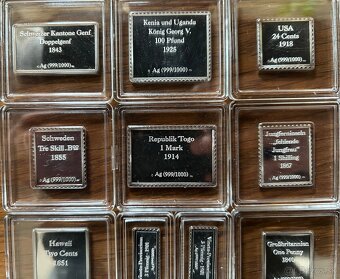 Schweizer Kantone Genf
"Doppelgenf"
1843
Ag (999/1000)
Kenia und Uganda
König Georg V.
100 Pfund
1925
Ag (999/1000)
USA
24 Cents
1918
Ag (999/1000)
Schweden
Tre Skill. Bco
1855
Ag (999/1000)
Republik Togo
1 Mark
1914
Ag (999/1000)
Jungferninseln
"fehlende
Jungfrau"
1 Shilling
1867
Ag (999/1000)
Hawaii
Two Cents
1851
Großbritannien
One Penny